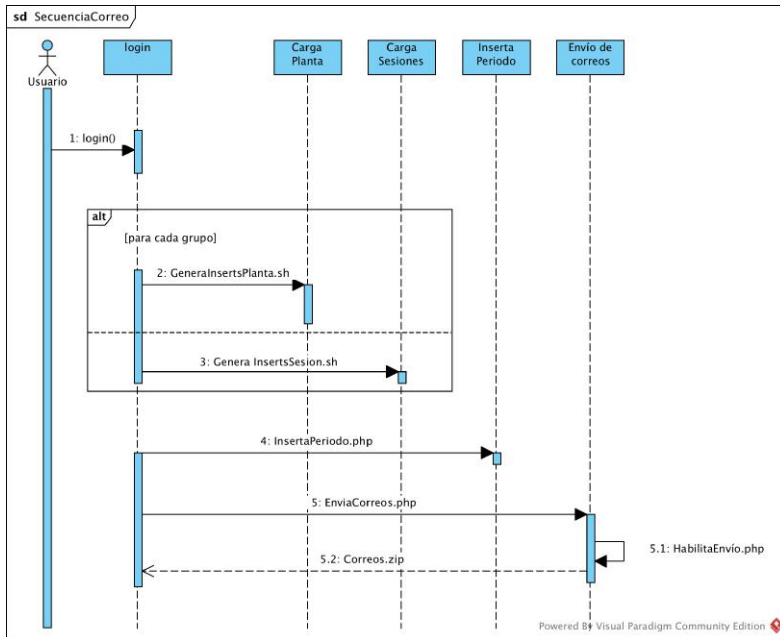 sd SecuenciaCorreo
Usuario
login
Carga
Planta
Carga
Sesiones
Inserta
Periodo
Envío de
correos
1: login()
alt
[para cada grupo]
2: GeneraInsertsPlanta.sh
3: Genera InsertsSesion.sh
4: InsertaPeriodo.php
5: EnviaCorreos.php
5.1: HabilitaEnvío.php
5.2: Correos.zip
Powered By Visual Paradigm Community Edition